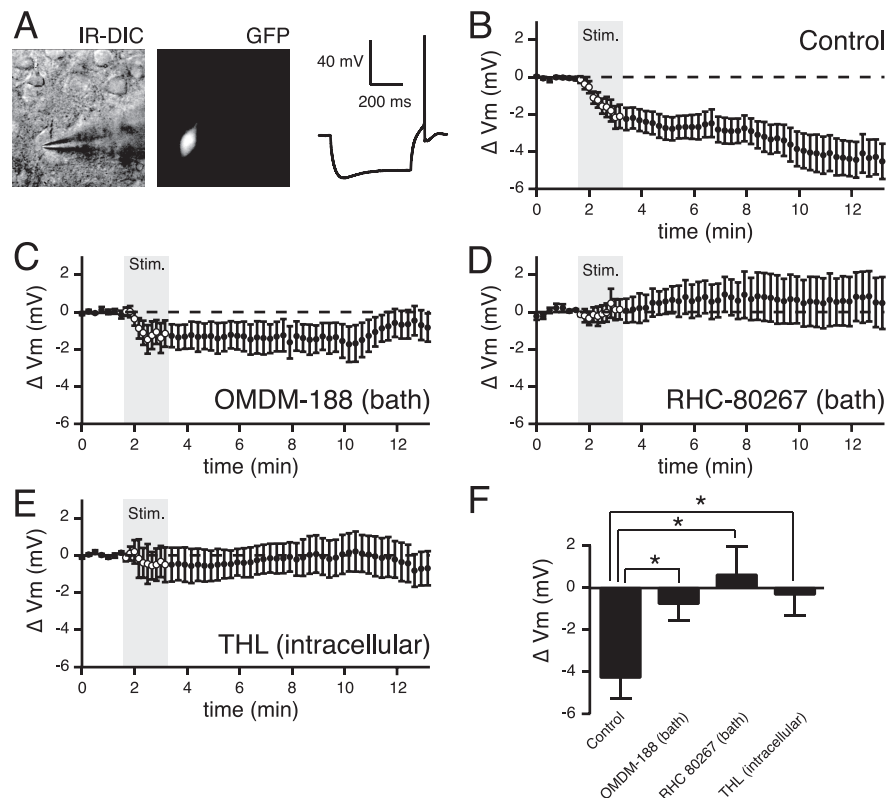 A
IR-DIC
GFP
40 mV
200 ms
B
Stim.
Control
Δ Vm (mV)
2
0
-2
-4
-6
0 2 4 6 8 10 12
time (min)
C
Stim.
Δ Vm (mV)
2
0
-2
-4
-6
OMDM-188 (bath)
0 2 4 6 8 10 12
time (min)
D
Stim.
Δ Vm (mV)
2
0
-2
-4
-6
RHC-80267 (bath)
0 2 4 6 8 10 12
time (min)
E
Stim.
Δ Vm (mV)
2
0
-2
-4
-6
THL (intracellular)
0 2 4 6 8 10 12
time (min)
F
*
*
*
Δ Vm (mV)
2
0
-2
-4
-6
Control
OMDM-188 (bath)
RHC 80267 (bath)
THL (intracellular)